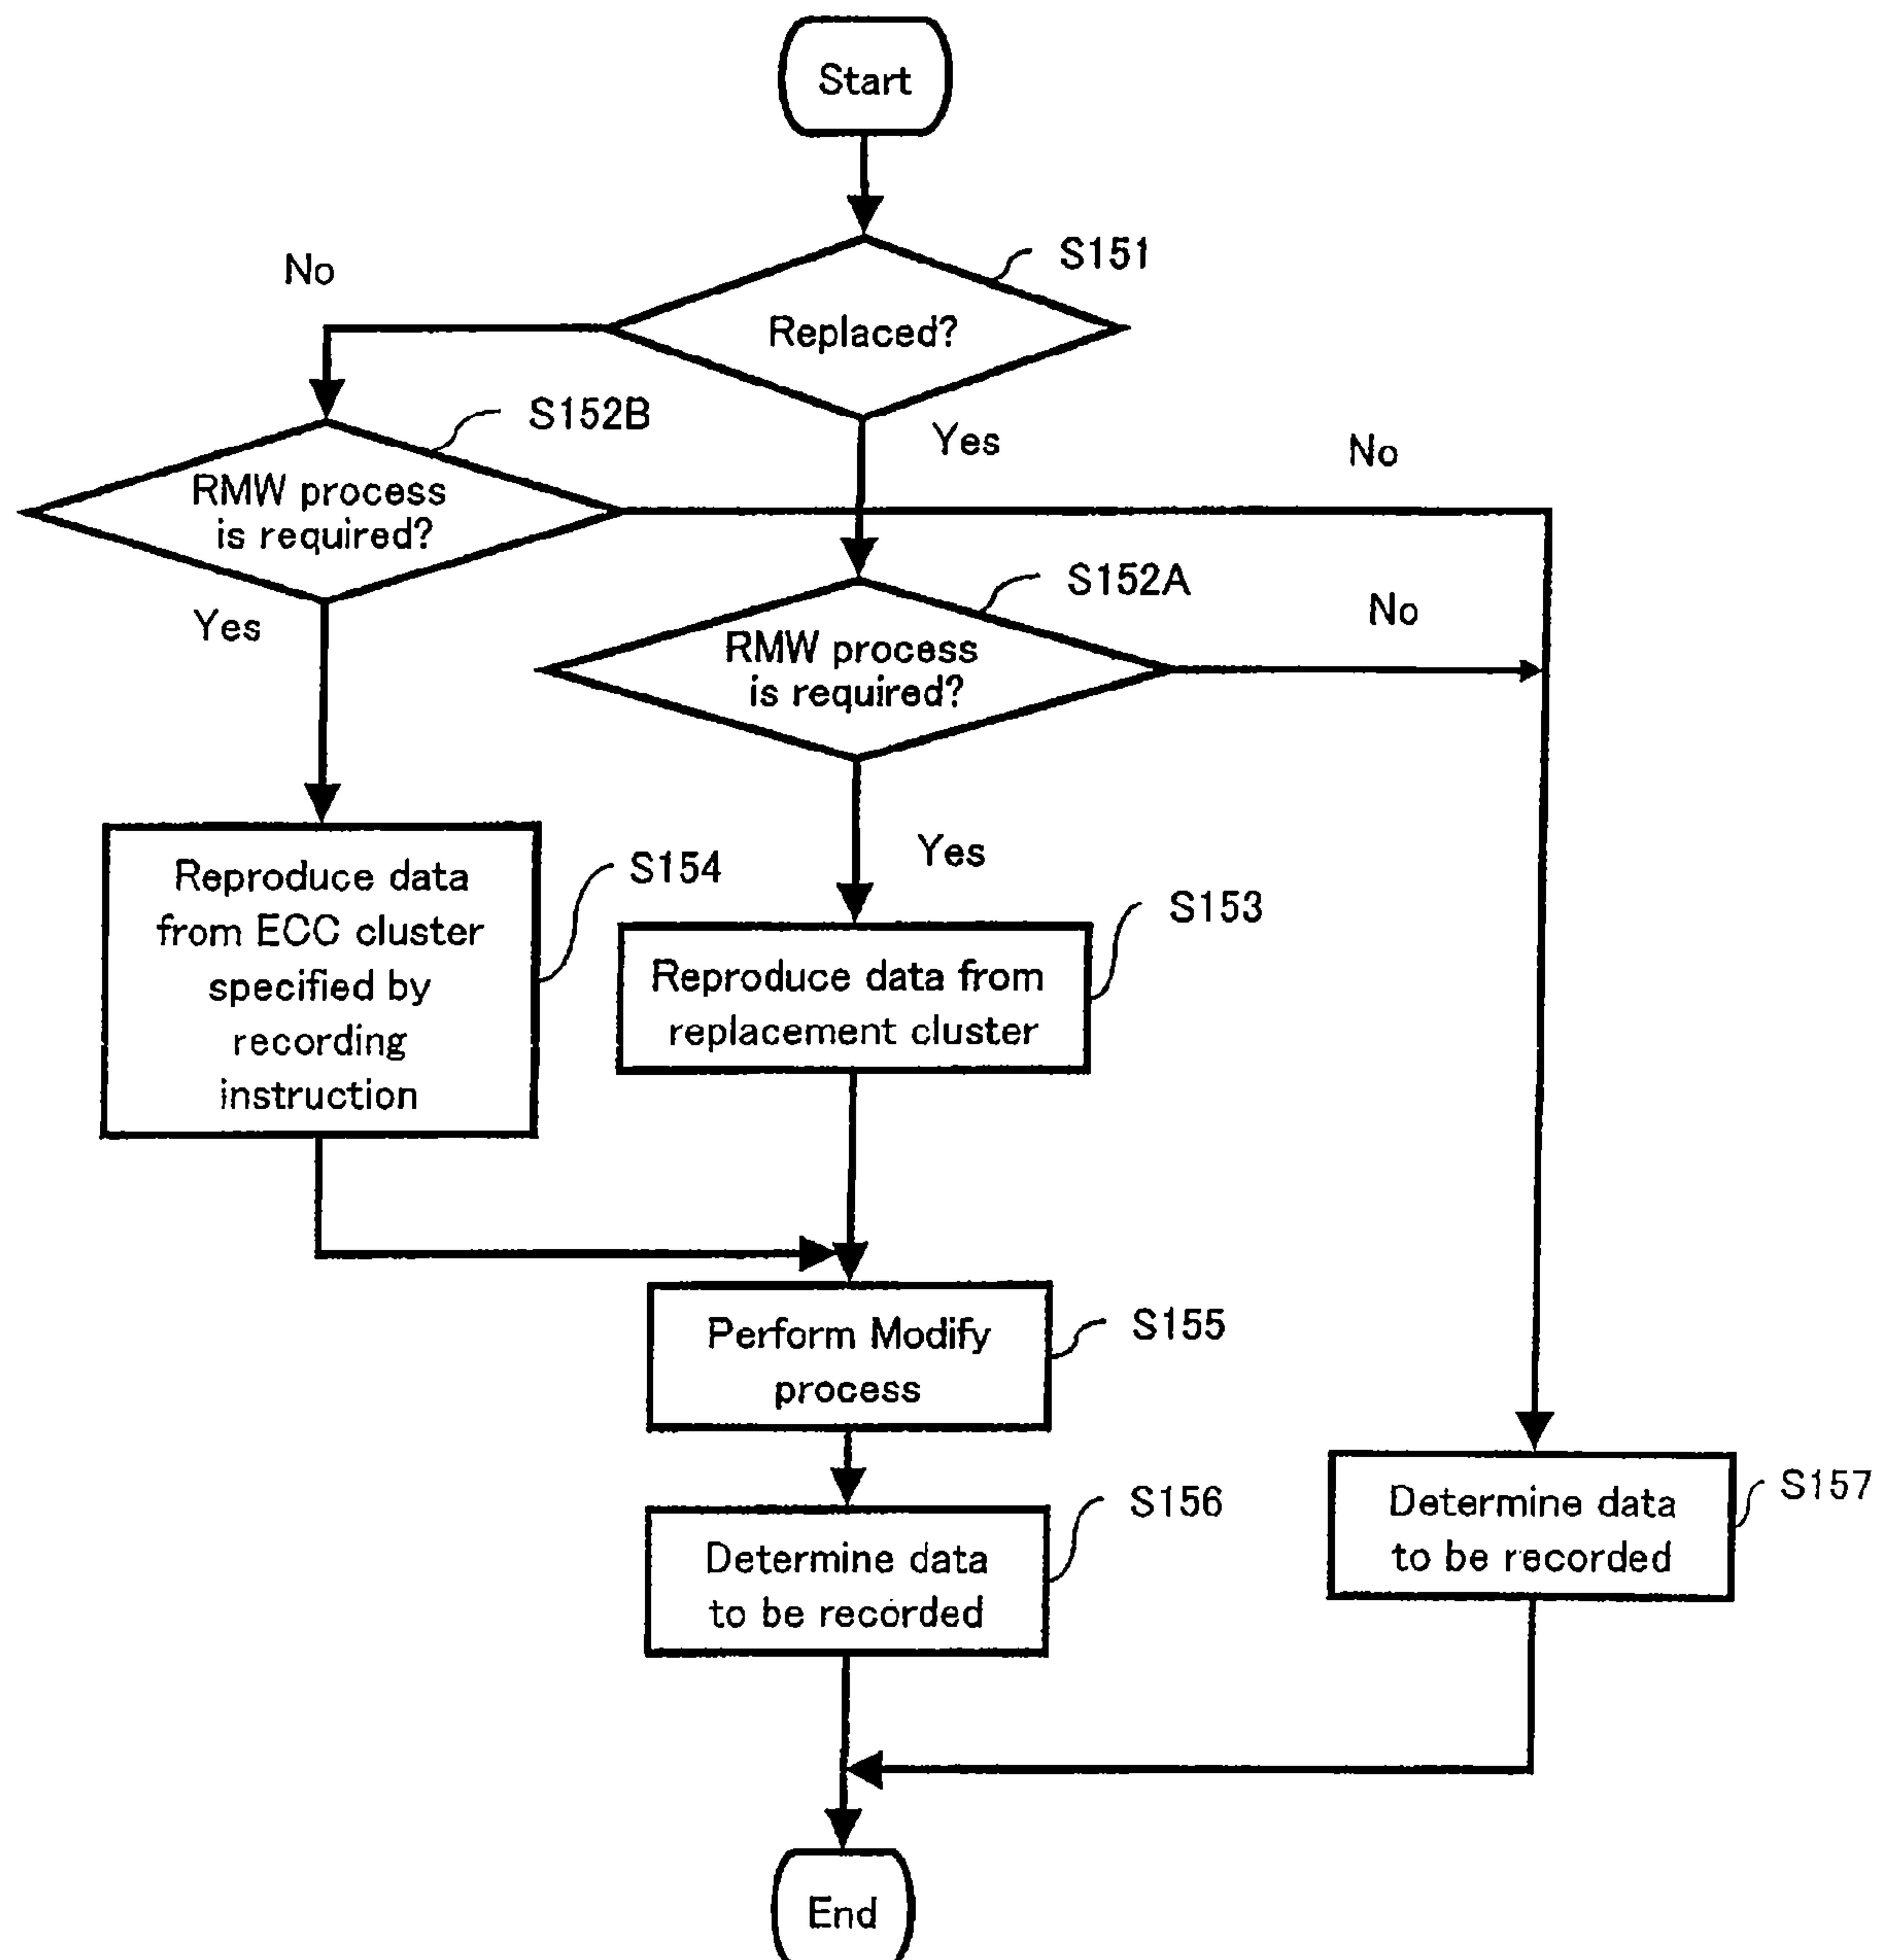 Start
S151
No
Replaced?
S152B
Yes
No
RMW process
is required?
S152A
No
Yes
RMW process
is required?
Yes
S154
S153
Reproduce data
from ECC cluster
specified by
recording
instruction
Reproduce data from
replacement cluster
S155
Perform Modify
process
S156
S157
Determine data
to be recorded
Determine data
to be recorded
End